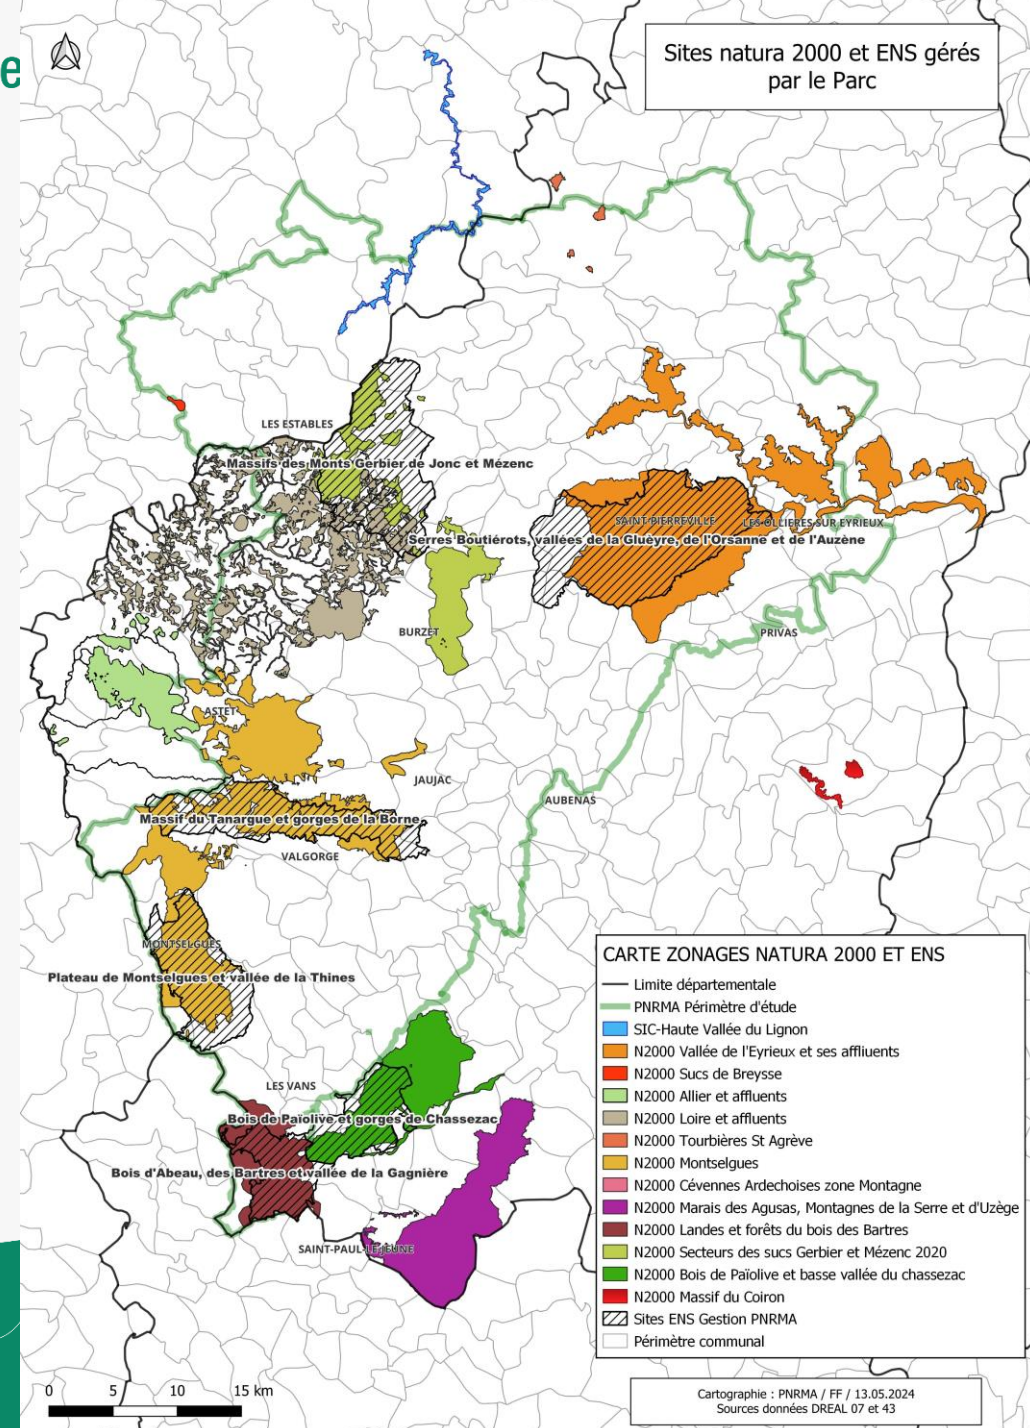 e
Sites natura 2000 et ENS gérés
par le Parc
LES ESTABLES
Massifs des Monts Gerbier de Jonc et Mézenc
SAINT-PIERREVILLE
LES OLLIERES SUR EYRIEUX
Serres Boutiérots, vallées de la Glueyre, de l'Orsanne et de l'Auzène
BURZET
PRIVAS
ASTET
JAUJAC
AUBENAS
Massif du Tanargue et gorges de la Borne
VALGORGE
MONTSELGUES
Plateau de Montselgues et vallée de la Thines
LES VANS
Bois de Païolive et gorges de Chassezac
Bois d'Abeau, des Bartres et vallée de la Gagnière
SAINT-PAUL-LE-JEUNE
CARTE ZONAGES NATURA 2000 ET ENS
Limite départementale
PNRMA Périmètre d'étude
SIC-Haute Vallée du Lignon
N2000 Vallée de l'Eyrieux et ses affluents
N2000 Sucs de Breysse
N2000 Allier et affluents
N2000 Loire et affluents
N2000 Tourbières St Agrève
N2000 Montselgues
N2000 Cévennes Ardechoises zone Montagne
N2000 Marais des Agusas, Montagnes de la Serre et d'Uzège
N2000 Landes et forêts du bois des Bartres
N2000 Secteurs des sucs Gerbier et Mézenc 2020
N2000 Bois de Païolive et basse vallée du chassezac
N2000 Massif du Coiron
Sites ENS Gestion PNRMA
Périmètre communal
0 5 10 15 km
Cartographie : PNRMA / FF / 13.05.2024
Sources données DREAL 07 et 43